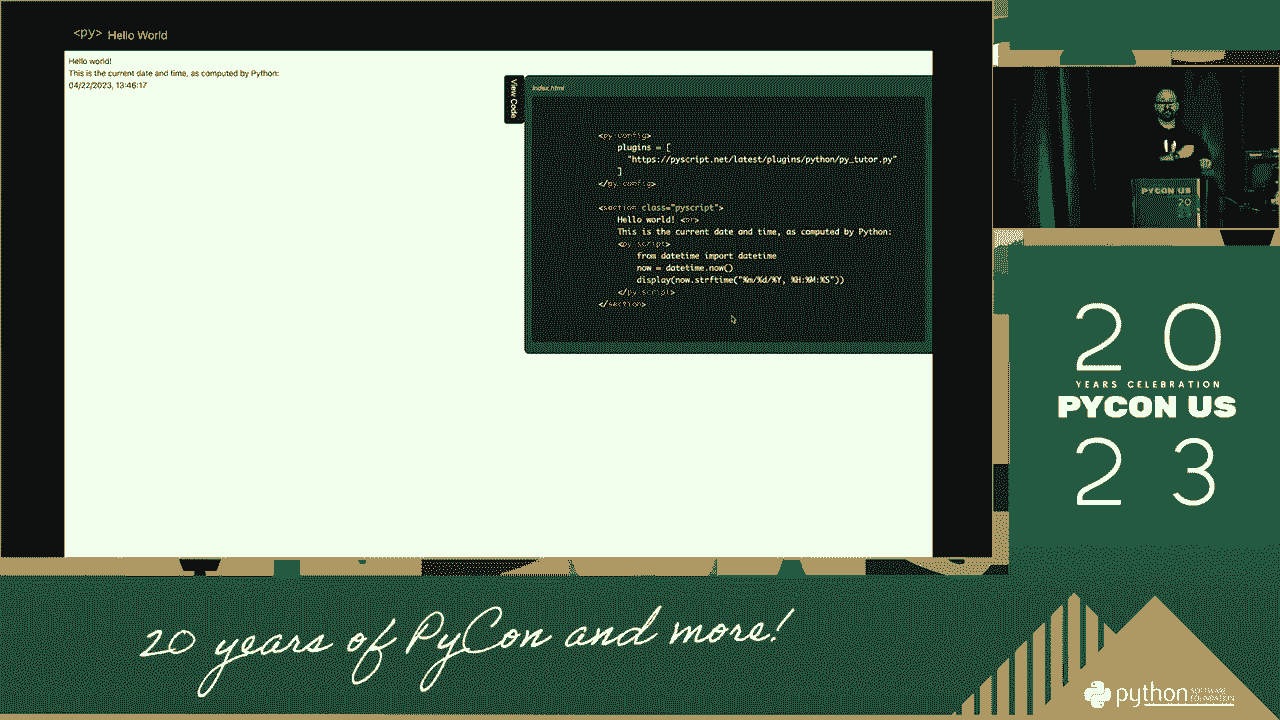 <py> Hello World
Hello world!
This is the current date and time, as computed by Python:
04/22/2023, 13:46:17
View Code
index.html
<py-config>
plugins = [
"https://pyscript.net/latest/plugins/python/py_tutor.py"
]
</py-config>
<section class="pyscript">
Hello world! <br>
This is the current date and time, as computed by Python:
<py-script>
from datetime import datetime
now = datetime.now()
display(now.strftime("%m/%d/%Y, %H:%M:%S"))
</py-script>
</section>
PYCON US
20
20
YEARS CELEBRATION
PYCON US
23
20 years of PyCon and more!
python
SOFTWARE
FOUNDATION